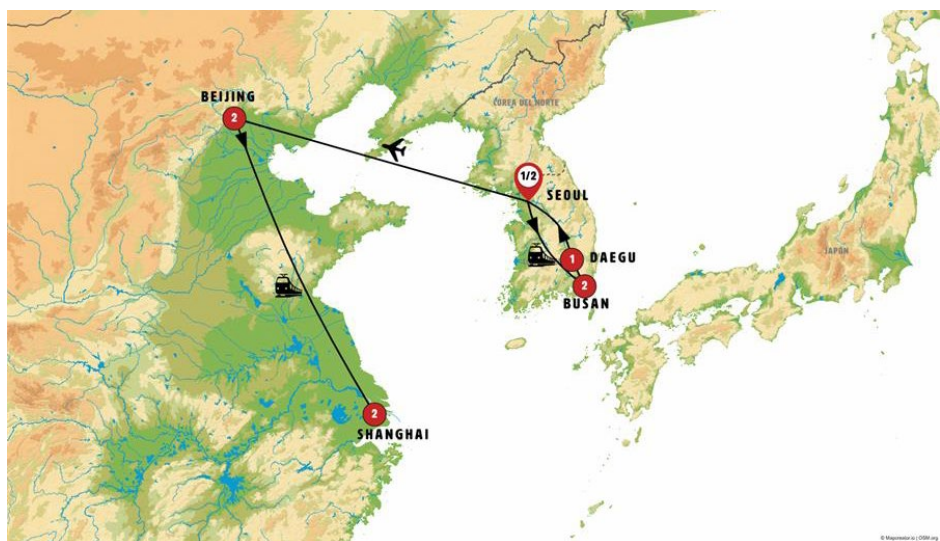 BEIJING
2
COREA DEL NORTE
1/2
SEOUL
JAPÓN
1
DAEGU
2
BUSAN
2
SHANGHAI
© Mapcreator.io | OSM.org